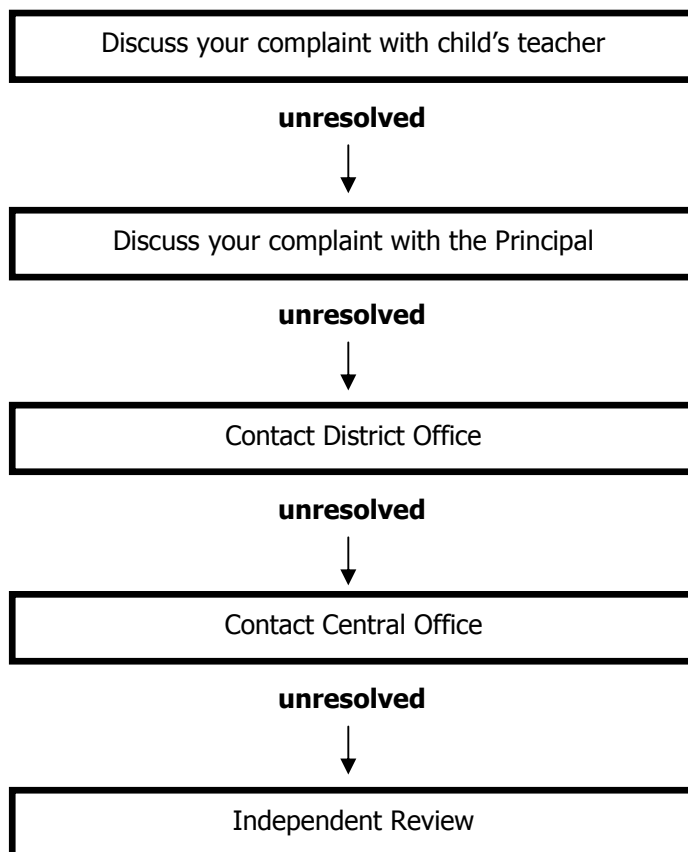 Discuss your complaint with child’s teacher
unresolved
Discuss your complaint with the Principal
unresolved
Contact District Office
unresolved
Contact Central Office
unresolved
Independent Review